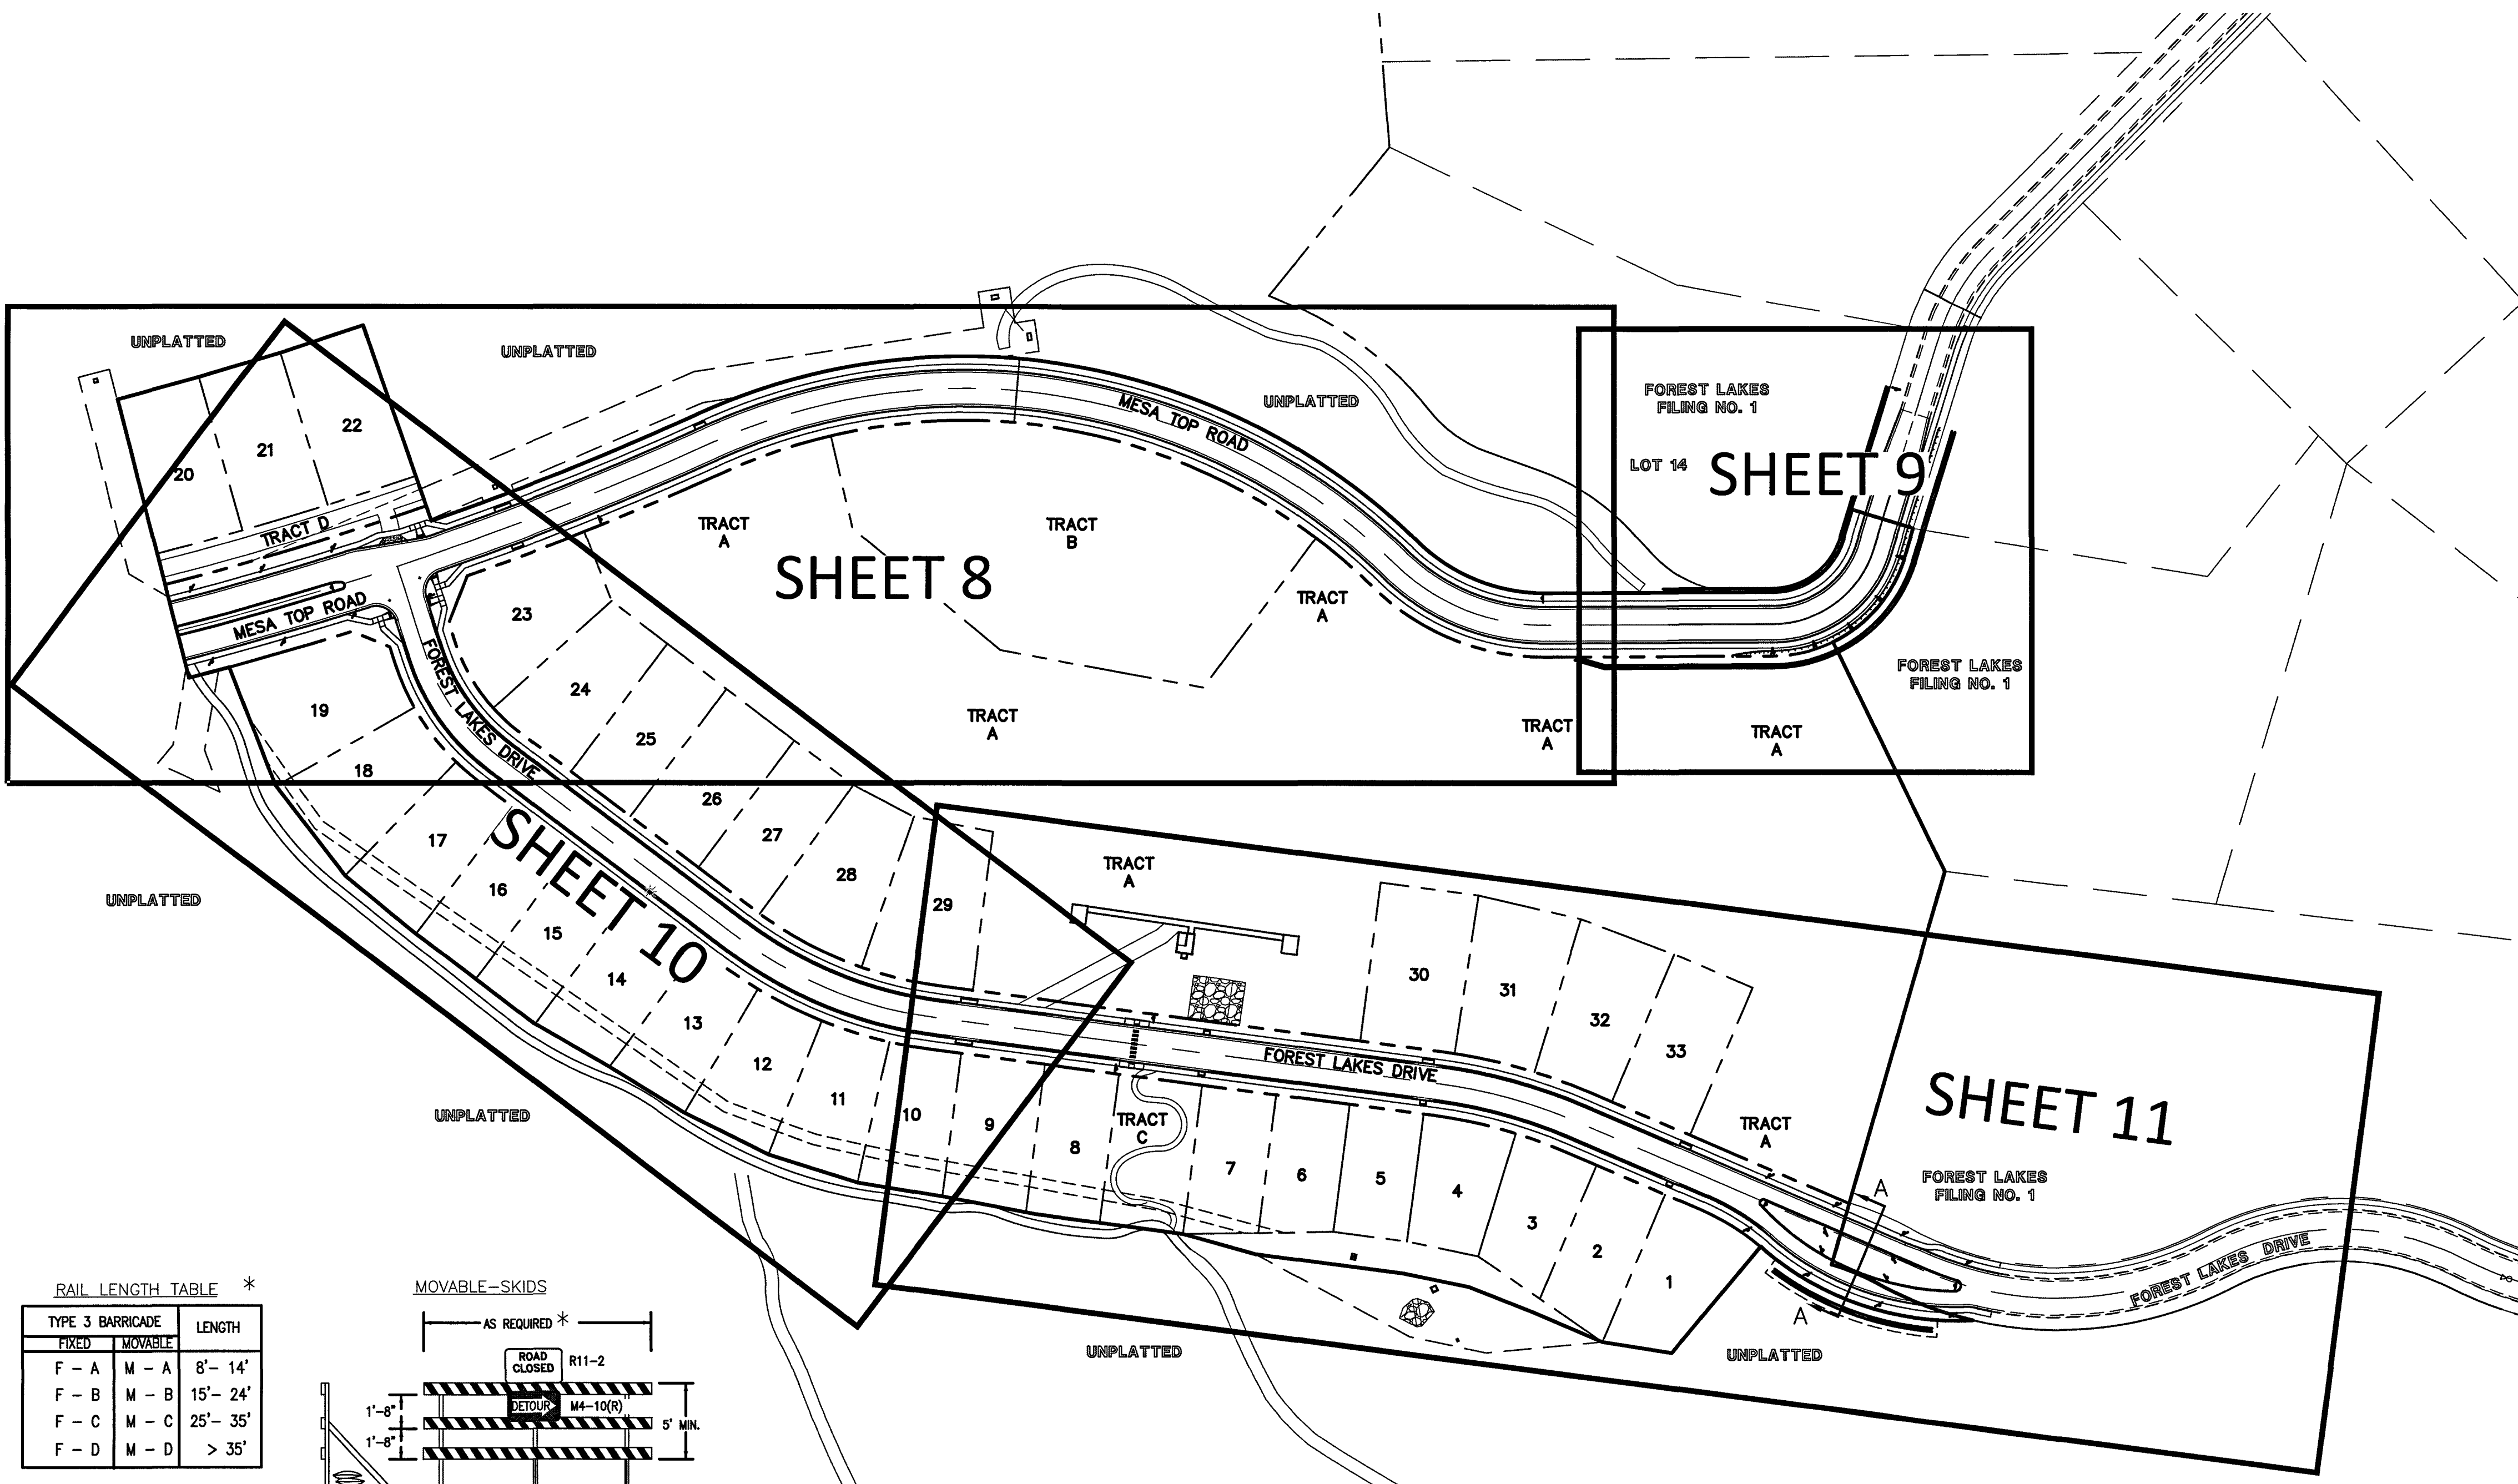 UNPLATTED
UNPLATTED
UNPLATTED
MESA TOP ROAD
FOREST LAKES
FILING NO. 1
LOT 14
SHEET 9
20
21
22
TRACT D
MESA TOP ROAD
FOREST LAKES DRIVE
TRACT
A
TRACT
B
SHEET 8
TRACT
A
TRACT
A
TRACT
A
TRACT
A
FOREST LAKES
FILING NO. 1
23
24
25
26
27
28
29
19
18
17
16
15
14
13
12
11
10
9
8
SHEET 10
UNPLATTED
UNPLATTED
TRACT
A
30
31
32
33
FOREST LAKES DRIVE
TRACT
C
7
6
5
4
3
2
1
TRACT
A
SHEET 11
FOREST LAKES
FILING NO. 1
A
A
FOREST LAKES DRIVE
UNPLATTED
UNPLATTED
RAIL LENGTH TABLE *
TYPE 3 BARRICADE LENGTH
FIXED MOVABLE
F - A M - A 8'- 14'
F - B M - B 15'- 24'
F - C M - C 25'- 35'
F - D M - D > 35'
MOVABLE-SKIDS
AS REQUIRED *
ROAD
CLOSED
R11-2
DETOUR
M4-10(R)
1'-8"
1'-8"
5' MIN.